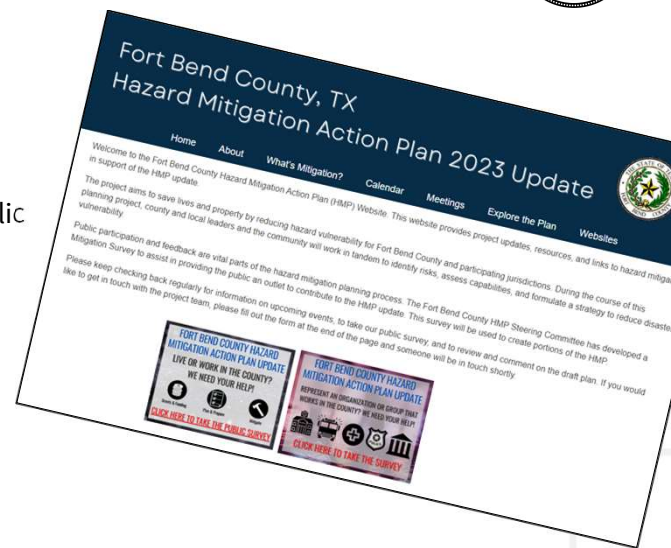 lic
Fort Bend County, TX
Hazard Mitigation Action Plan 2023 Update
Home About What's Mitigation? Calendar Meetings Explore the Plan Websites
Welcome to the Fort Bend County Hazard Mitigation Action Plan (HMP) Website. This website provides project updates, resources, and links to hazard mitigat
in support of the HMP update.
The project aims to save lives and property by reducing hazard vulnerability for Fort Bend County and participating jurisdictions. During the course of this
planning project, county and local leaders and the community will work in tandem to identify risks, assess capabilities, and formulate a strategy to reduce disaste
vulnerability.
Public participation and feedback are vital parts of the hazard mitigation planning process. The Fort Bend County HMP Steering Committee has developed a
Mitigation Survey to assist in providing the public an outlet to contribute to the HMP update. This survey will be used to create portions of the HMP.
Please keep checking back regularly for information on upcoming events, to take our public survey, and to review and comment on the draft plan. If you would
like to get in touch with the project team, please fill out the form at the end of the page and someone will be in touch shortly.
FORT BEND COUNTY HAZARD
MITIGATION ACTION PLAN UPDATE
LIVE OR WORK IN THE COUNTY?
WE NEED YOUR HELP!
CLICK HERE TO TAKE THE PUBLIC SURVEY
FORT BEND COUNTY HAZARD
MITIGATION ACTION PLAN UPDATE
REPRESENT AN ORGANIZATION OR GROUP THAT
WORKS IN THE COUNTY? WE NEED YOUR HELP!
CLICK HERE TO TAKE THE SURVEY